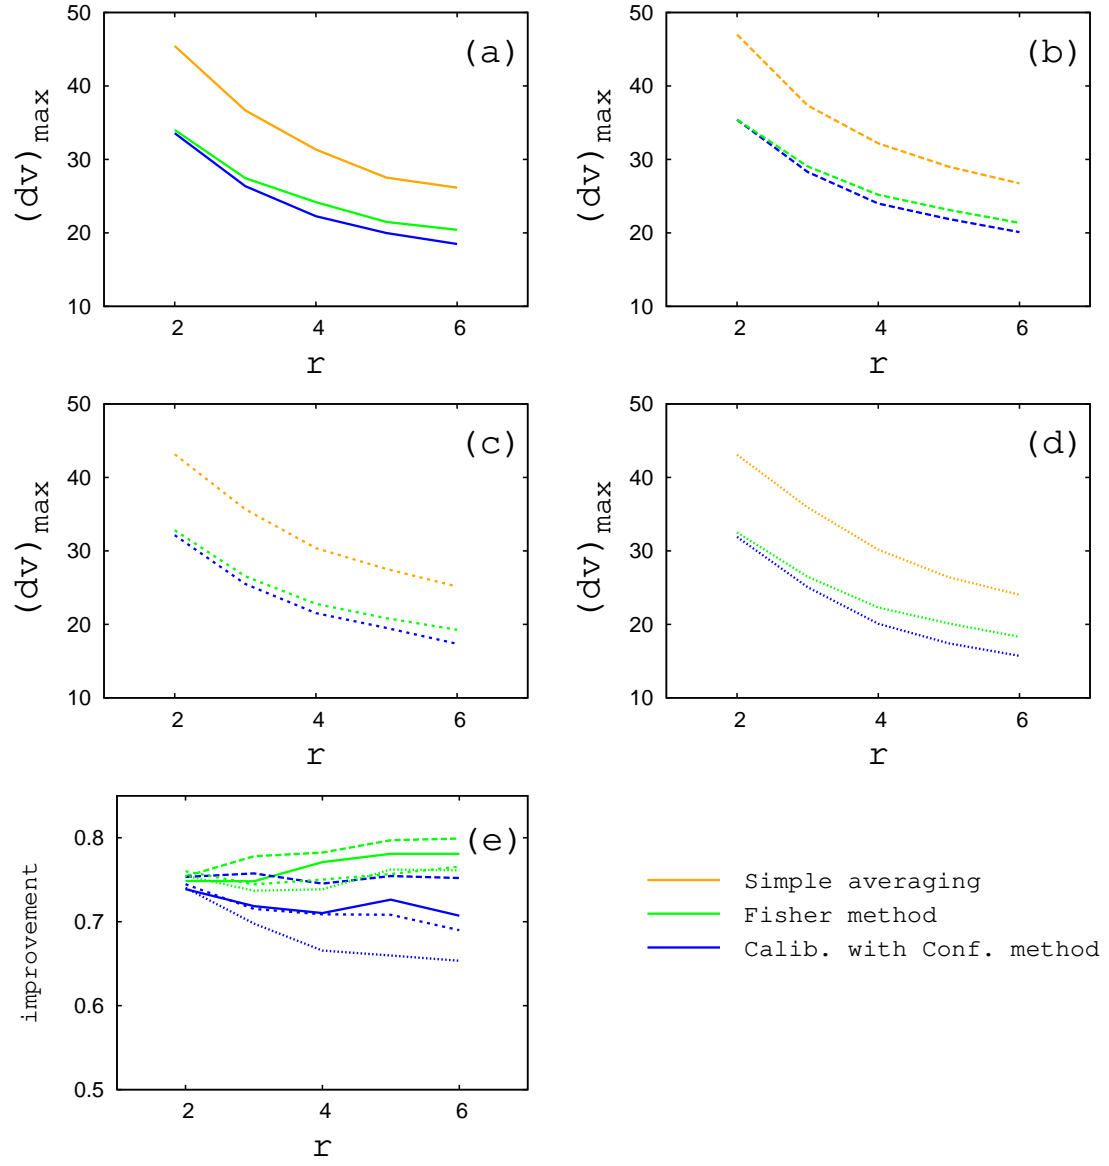 50
40
30
20
10
2 4 6
r
(dv)max
(a)
50
40
30
20
10
2 4 6
r
(dv)max
(b)
50
40
30
20
10
2 4 6
r
(dv)max
(c)
50
40
30
20
10
2 4 6
r
(dv)max
(d)
0.8
0.7
0.6
0.5
2 4 6
r
improvement
(e)
Simple averaging
Fisher method
Calib. with Conf. method